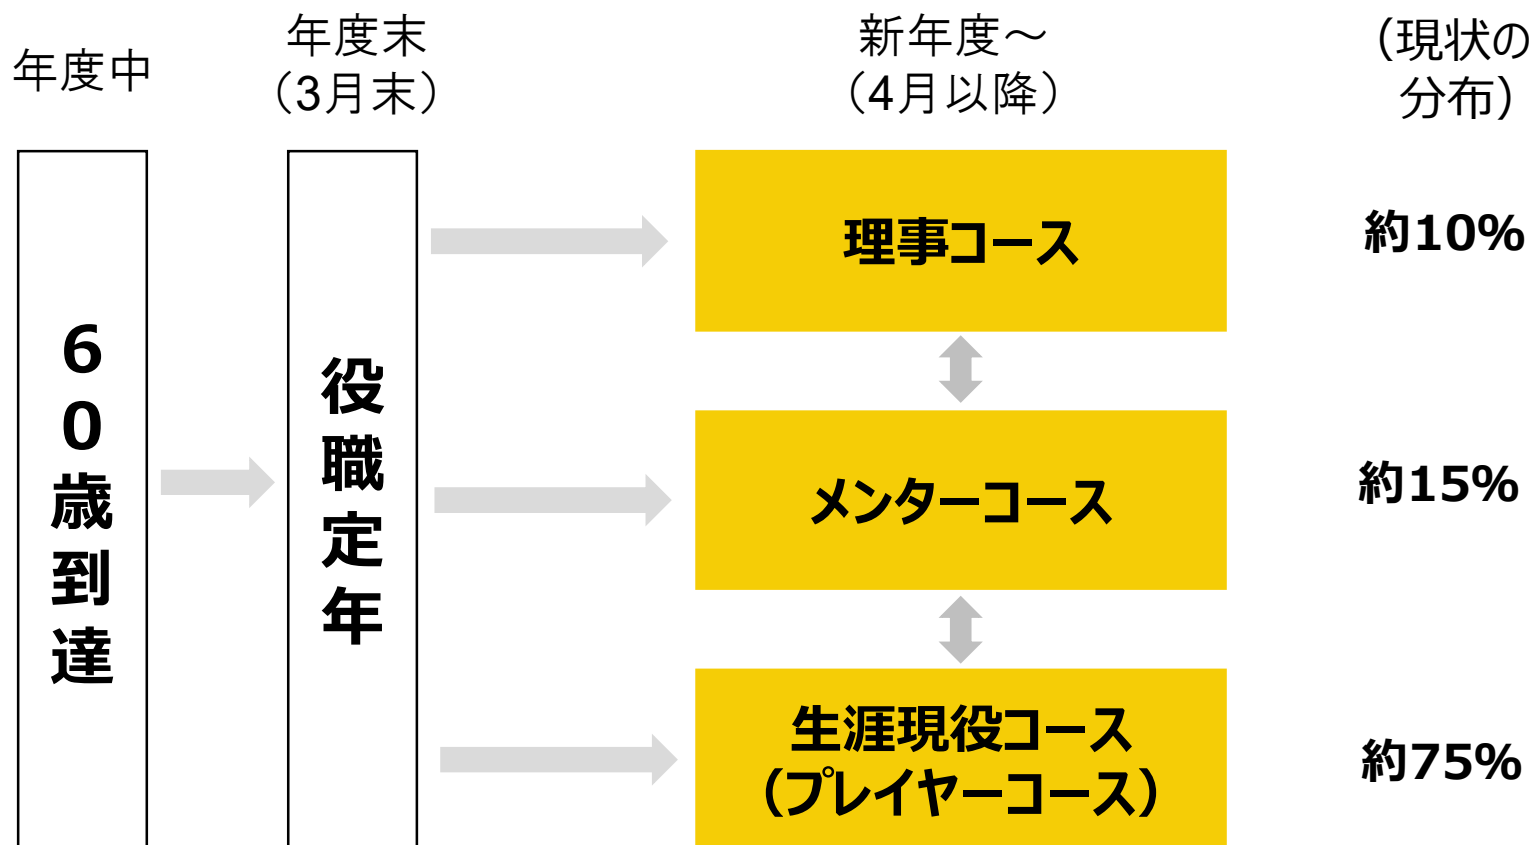 年度中
年度末
（3月末）
新年度～
（4月以降）
（現状の
分布）
60歳到達
役職定年
理事コース
約10%
メンターコース
約15%
生涯現役コース
（プレイヤーコース）
約75%